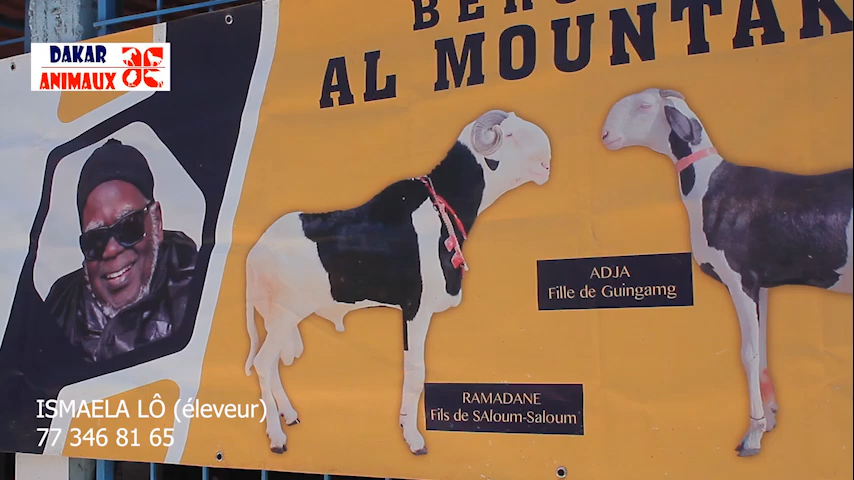 DAKAR
ANIMAUX
AL MOUNTAK
ADJA
Fille de Guingamg
RAMADANE
Fils de SAloum-Saloum
ISMAELA LÔ (éleveur)
77 346 81 65